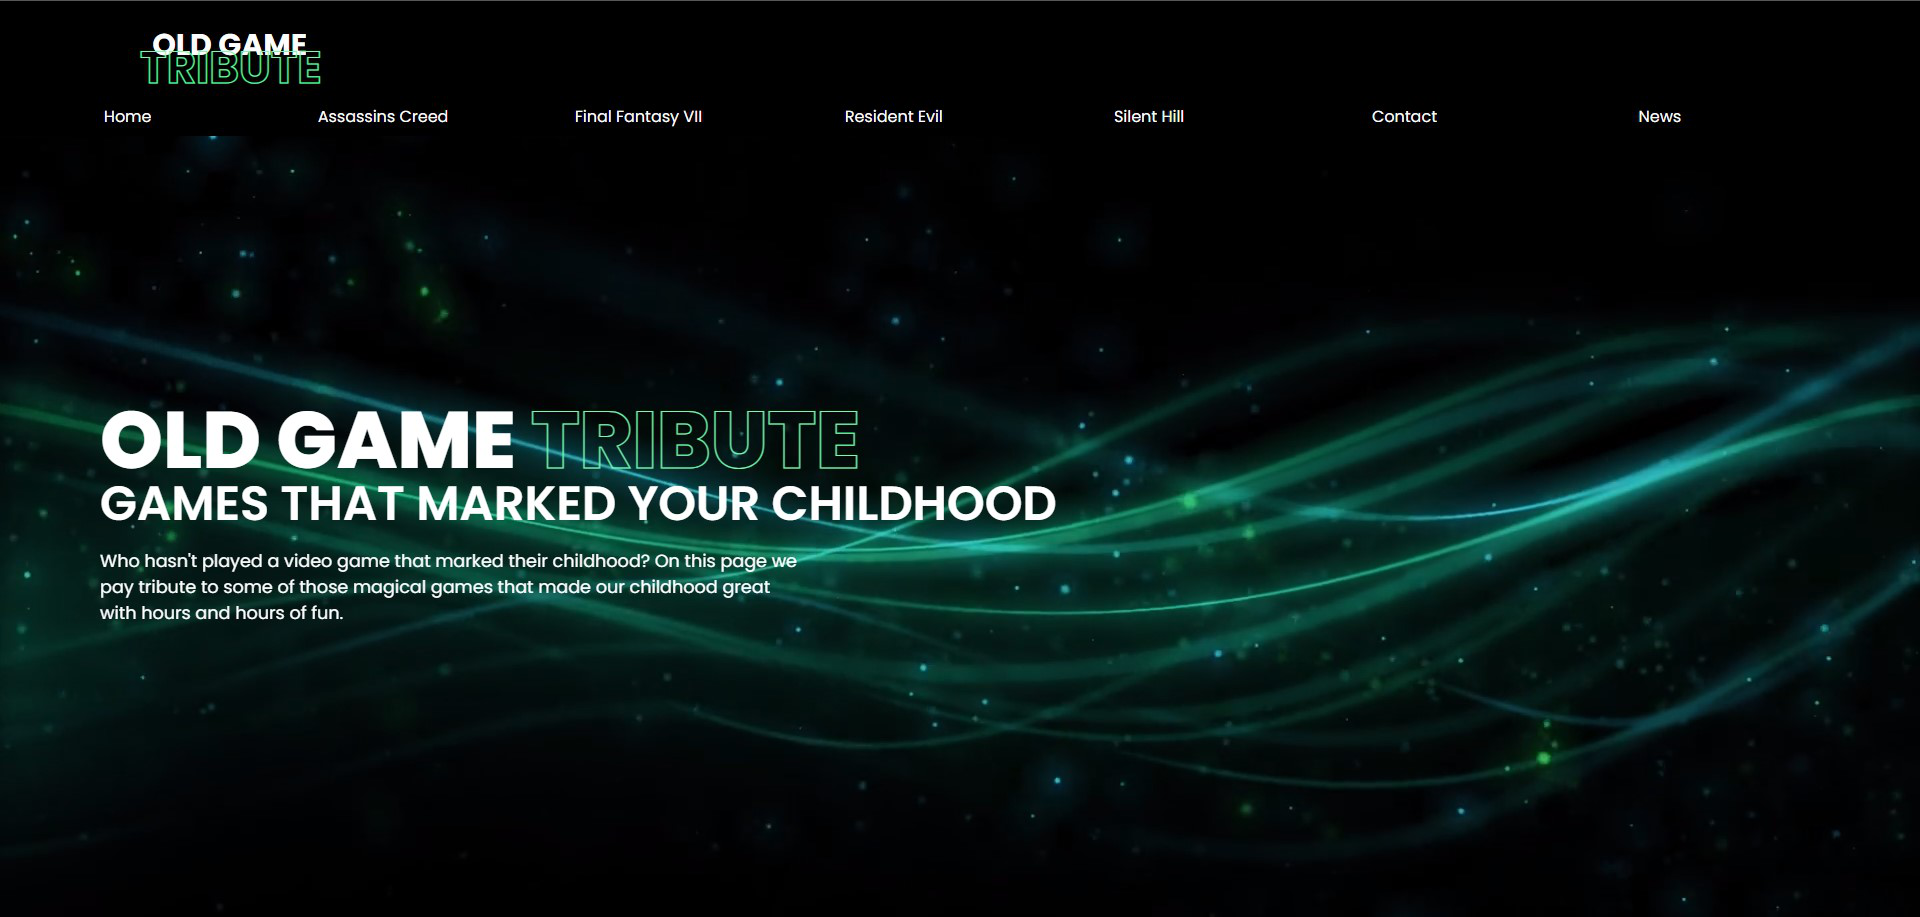 OLD GAME
TRIBUTE
Home Assassins Creed Final Fantasy VII Resident Evil Silent Hill Contact News
OLD GAME TRIBUTE
GAMES THAT MARKED YOUR CHILDHOOD
Who hasn't played a video game that marked their childhood? On this page we
pay tribute to some of those magical games that made our childhood great
with hours and hours of fun.